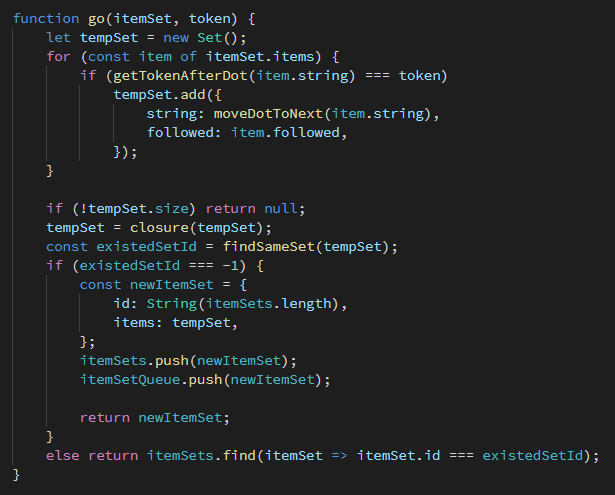 function go(itemSet, token) {
    let tempSet = new Set();
    for (const item of itemSet.items) {
        if (getTokenAfterDot(item.string) === token)
            tempSet.add({
                string: moveDotToNext(item.string),
                followed: item.followed,
            });
    }

    if (!tempSet.size) return null;
    tempSet = closure(tempSet);
    const existedSetId = findSameSet(tempSet);
    if (existedSetId === -1) {
        const newItemSet = {
            id: String(itemSets.length),
            items: tempSet,
        };
        itemSets.push(newItemSet);
        itemSetQueue.push(newItemSet);

        return newItemSet;
    }
    else return itemSets.find(itemSet => itemSet.id === existedSetId);
}